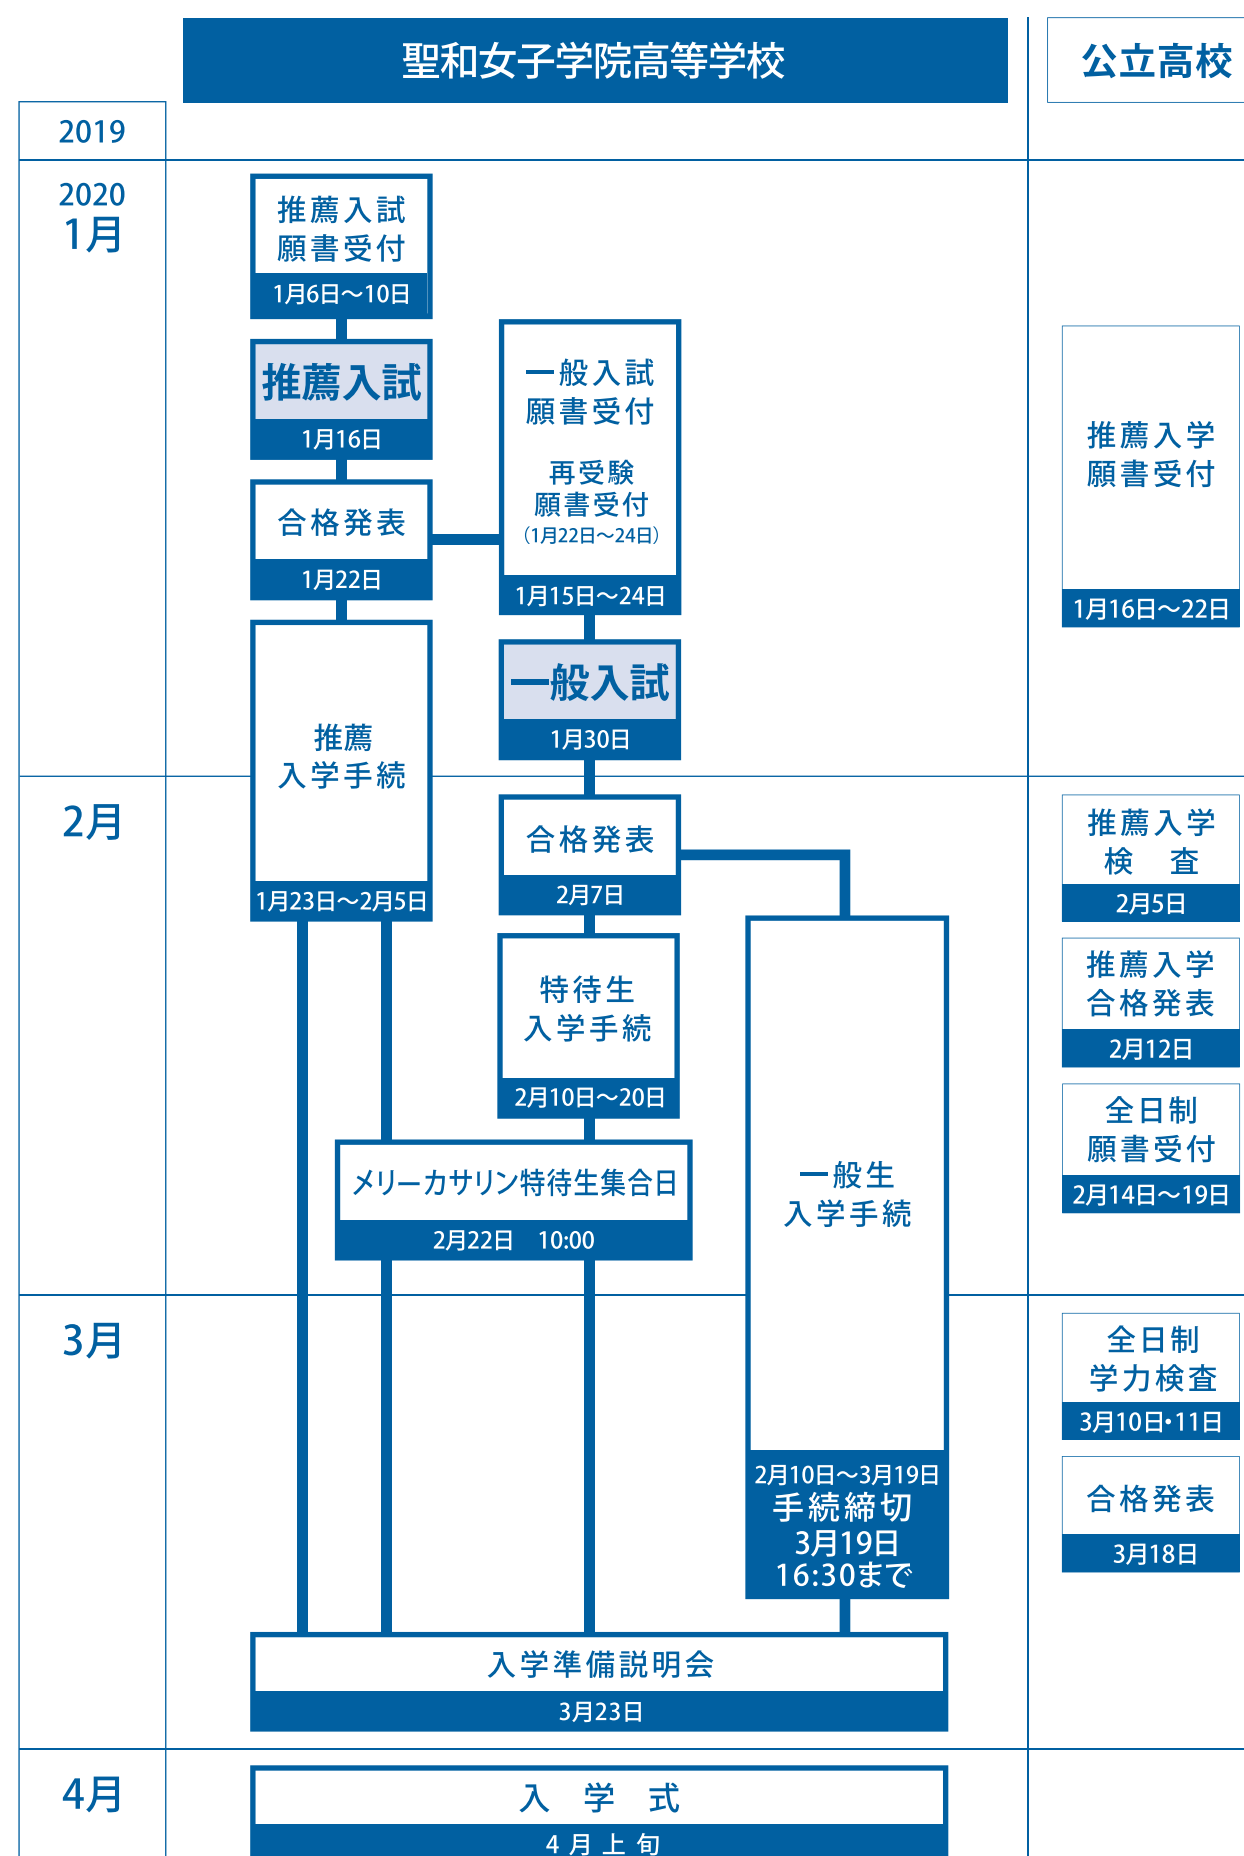 聖和女子学院高等学校
公立高校
2019
2020
1月
推薦入試
願書受付
1月6日〜10日
推薦入試
1月16日
合格発表
1月22日
一般入試
願書受付
再受験
願書受付
（1月22日〜24日）
1月15日〜24日
推薦入学
願書受付
1月16日〜22日
一般入試
1月30日
推薦
入学手続
1月23日〜2月5日
2月
合格発表
2月7日
推薦入学
検　査
2月5日
特待生
入学手続
2月10日〜20日
推薦入学
合格発表
2月12日
メリーカサリン特待生集合日
2月22日　10:00
全日制
願書受付
2月14日〜19日
一般生
入学手続
2月10日〜3月19日
手続締切
3月19日
16:30まで
3月
全日制
学力検査
3月10日・11日
合格発表
3月18日
入学準備説明会
3月23日
4月
入　学　式
4月上旬